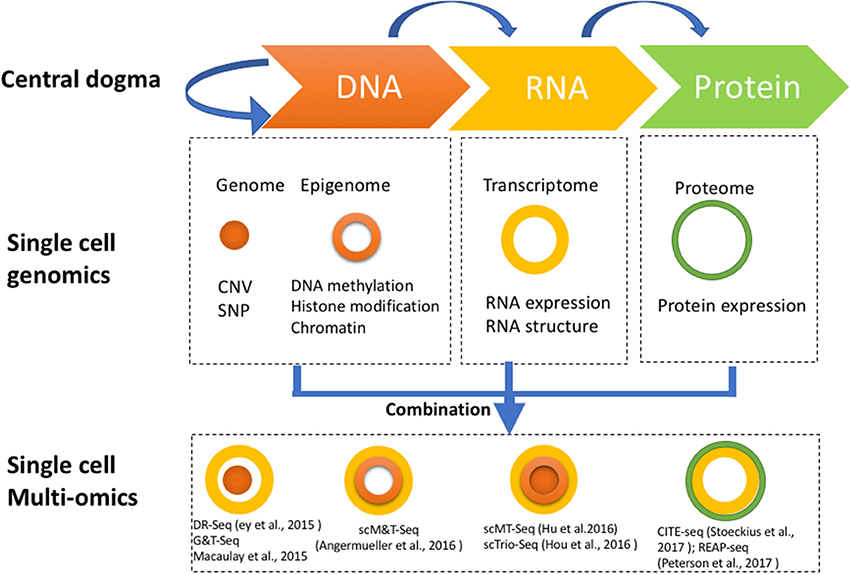 Central dogma
DNA
RNA
Protein
Single cell
genomics
Genome
Epigenome
CNV
SNP
DNA methylation
Histone modification
Chromatin
Transcriptome
RNA expression
RNA structure
Proteome
Protein expression
Combination
Single cell
Multi-omics
DR-Seq (ey et al., 2015 )
G&T-Seq
Macaulay et al., 2015
scM&T-Seq
(Angermueller et al., 2016 )
scMT-Seq (Hu et al.2016)
scTrio-Seq (Hou et al., 2016 )
CITE-seq (Stoeckius et al.,
2017 ); REAP-seq
(Peterson et al., 2017 )